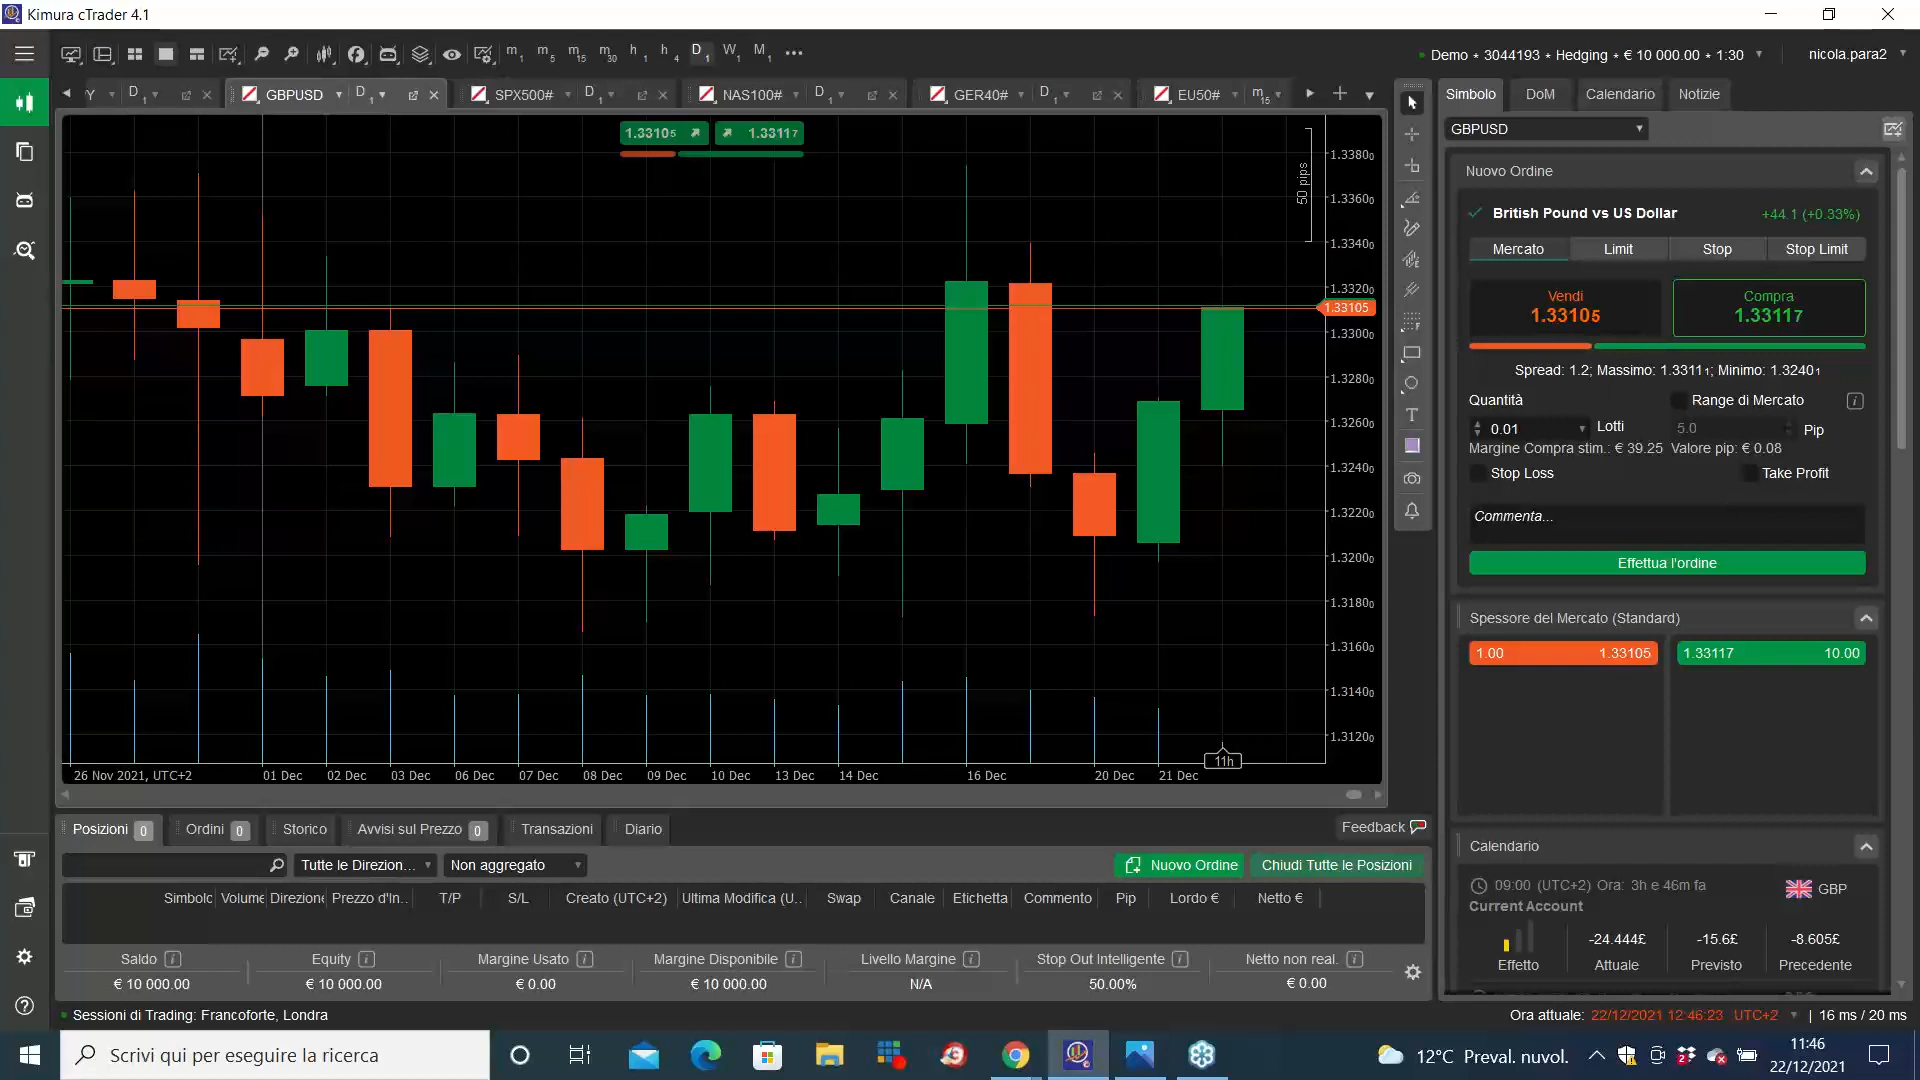 Kimura cTrader 4.1
m1 m5 m15 m30 h1 h4 D1 W1 M1
Demo • 3044193 • Hedging • € 10 000.00 • 1:30
nicola.para2
Y D1 GBPUSD D1 SPX500# D1 NAS100# D1 GER40# D1 EU50# m15
Simbolo DoM Calendario Notizie
GBPUSD
1.33105 1.33117
50 pips
1.33800
1.33600
1.33400
1.33200
1.33105
1.33000
1.32800
1.32600
1.32400
1.32200
1.32000
1.31800
1.31600
1.31400
1.31200
11h
26 Nov 2021, UTC+2 01 Dec 02 Dec 03 Dec 06 Dec 07 Dec 08 Dec 09 Dec 10 Dec 13 Dec 14 Dec 16 Dec 20 Dec 21 Dec
Nuovo Ordine
British Pound vs US Dollar +44.1 (+0.33%)
Mercato Limit Stop Stop Limit
Vendi
1.33105
Compra
1.33117
Spread: 1.2; Massimo: 1.33111; Minimo: 1.32401
Quantità Range di Mercato
0.01 Lotti 5.0 Pip
Margine Compra stim.: € 39.25 Valore pip: € 0.08
Stop Loss Take Profit
Commenta...
Effettua l'ordine
Spessore del Mercato (Standard)
1.00 1.33105 1.33117 10.00
Calendario
09:00 (UTC+2) Ora: 3h e 46m fa GBP
Current Account
-24.444£ -15.6£ -8.605£
Effetto Attuale Previsto Precedente
Posizioni 0 Ordini 0 Storico Avvisi sul Prezzo 0 Transazioni Diario
Feedback
Tutte le Direzion... Non aggregato
Nuovo Ordine Chiudi Tutte le Posizioni
Simbolo Volume Direzione Prezzo d'In.. T/P S/L Creato (UTC+2) Ultima Modifica (U.. Swap Canale Etichetta Commento Pip Lordo € Netto €
Saldo Equity Margine Usato Margine Disponibile Livello Margine Stop Out Intelligente Netto non real.
€ 10 000.00 € 10 000.00 € 0.00 € 10 000.00 N/A 50.00% € 0.00
Sessioni di Trading: Francoforte, Londra
Ora attuale: 22/12/2021 12:46:23 UTC+2 | 16 ms / 20 ms
Scrivi qui per eseguire la ricerca
12°C Preval. nuvol.
11:46
22/12/2021